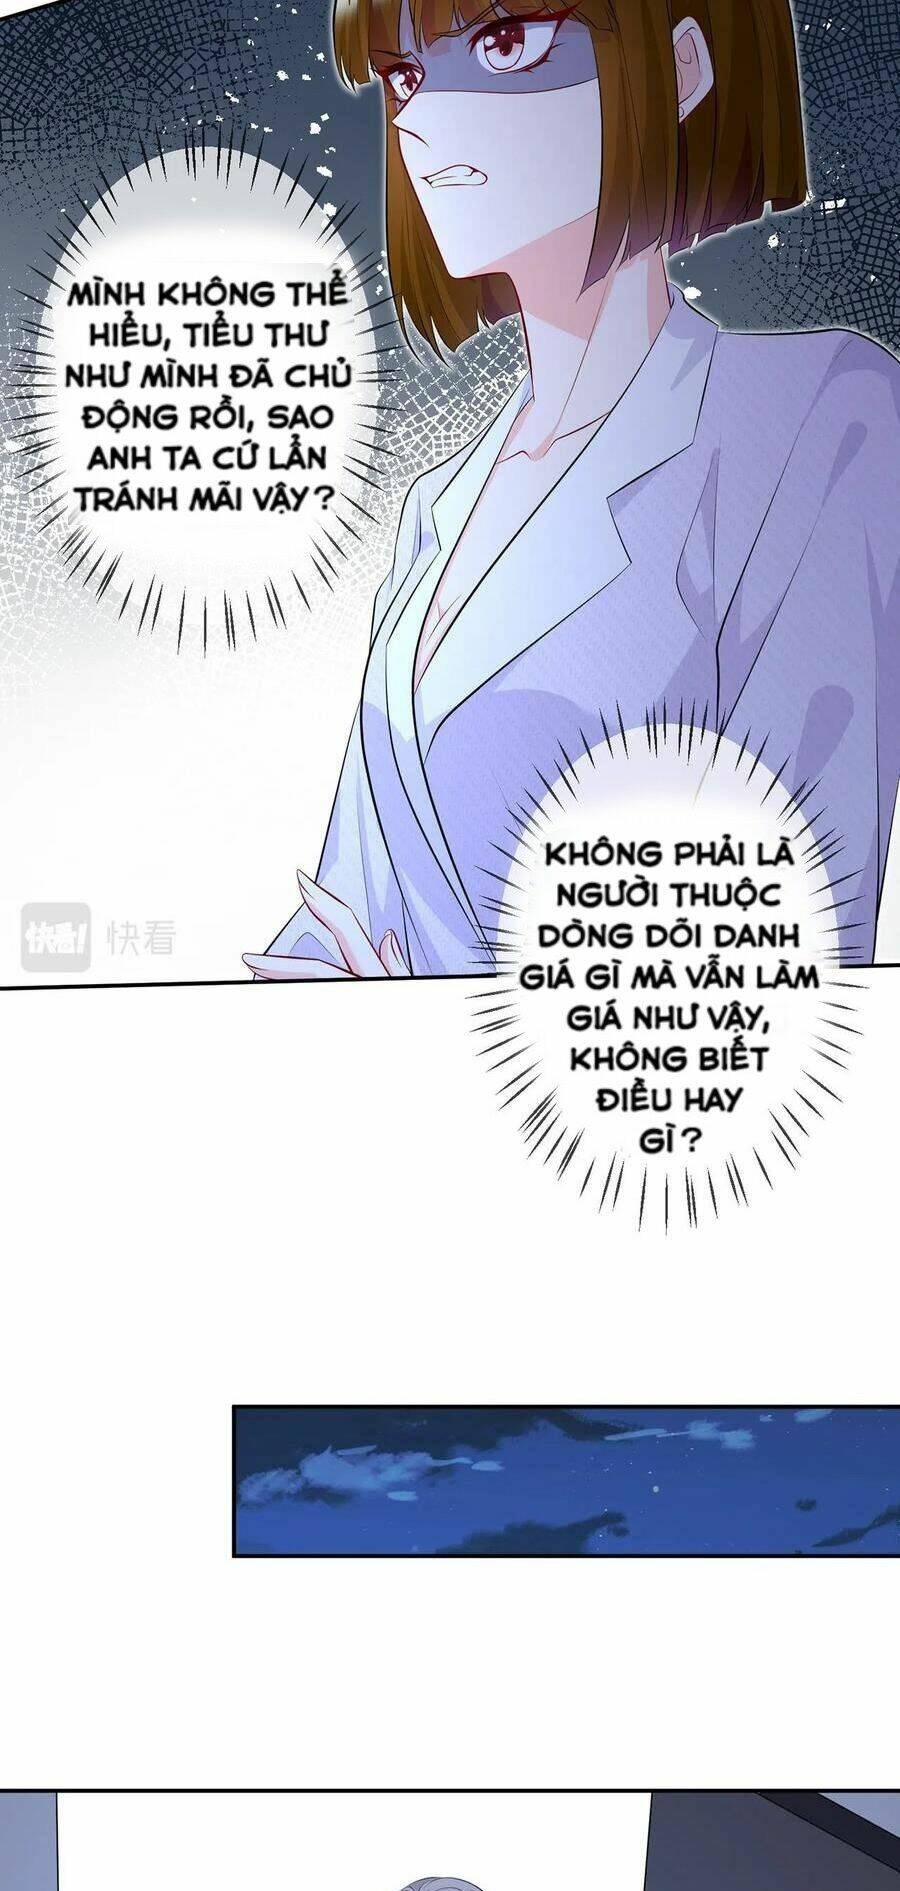 MÌNH KHÔNG THỂ
HIỂU, TIỂU THƯ
NHƯ MÌNH ĐÃ CHỦ
ĐỘNG RỒI, SAO
ANH TA CỨ LẨN
TRÁNH MÃI VẬY?
KHÔNG PHẢI LÀ
NGƯỜI THUỘC
DÒNG DÕI DANH
GIÁ GÌ MÀ VẪN LÀM
GIÁ NHƯ VẬY,
KHÔNG BIẾT
ĐIỀU HAY
GÌ?
快看! 快看